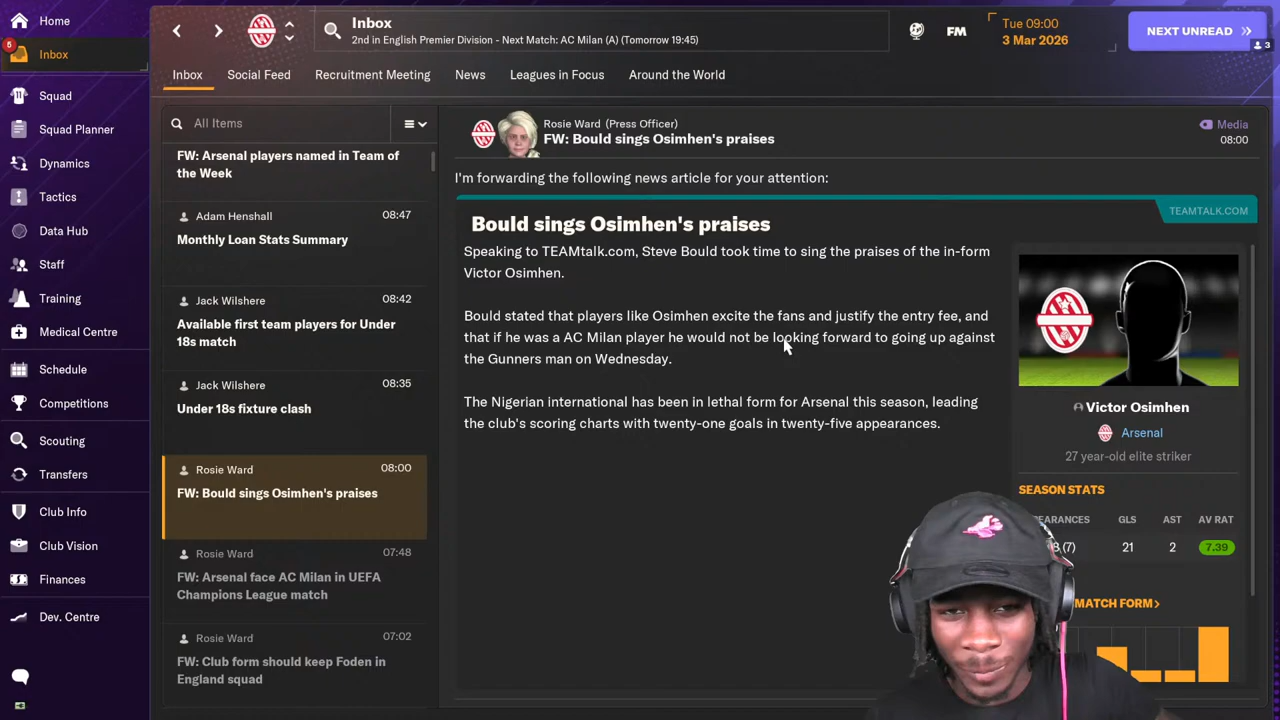 Home
6
Inbox
Squad
Squad Planner
Dynamics
Tactics
Data Hub
Staff
Training
Medical Centre
Schedule
Competitions
Scouting
Transfers
Club Info
Club Vision
Finances
Dev. Centre
Inbox
2nd in English Premier Division - Next Match: AC Milan (A) (Tomorrow 19:45)
FM
Tue 09:00
3 Mar 2026
NEXT UNREAD
3
Inbox
Social Feed
Recruitment Meeting
News
Leagues in Focus
Around the World
All Items
FW: Arsenal players named in Team of
the Week
Adam Henshall 08:47
Monthly Loan Stats Summary
Jack Wilshere 08:42
Available first team players for Under
18s match
Jack Wilshere 08:35
Under 18s fixture clash
Rosie Ward 08:00
FW: Bould sings Osimhen's praises
Rosie Ward 07:48
FW: Arsenal face AC Milan in UEFA
Champions League match
Rosie Ward 07:02
FW: Club form should keep Foden in
England squad
Rosie Ward (Press Officer)
FW: Bould sings Osimhen's praises
Media
08:00
I'm forwarding the following news article for your attention:
TEAMTALK.COM
Bould sings Osimhen's praises
Speaking to TEAMtalk.com, Steve Bould took time to sing the praises of the in-form
Victor Osimhen.
Bould stated that players like Osimhen excite the fans and justify the entry fee, and
that if he was a AC Milan player he would not be looking forward to going up against
the Gunners man on Wednesday.
The Nigerian international has been in lethal form for Arsenal this season, leading
the club's scoring charts with twenty-one goals in twenty-five appearances.
Victor Osimhen
Arsenal
27 year-old elite striker
SEASON STATS
GLS AST AV RAT
(7) 21 2 7.39
MATCH FORM>